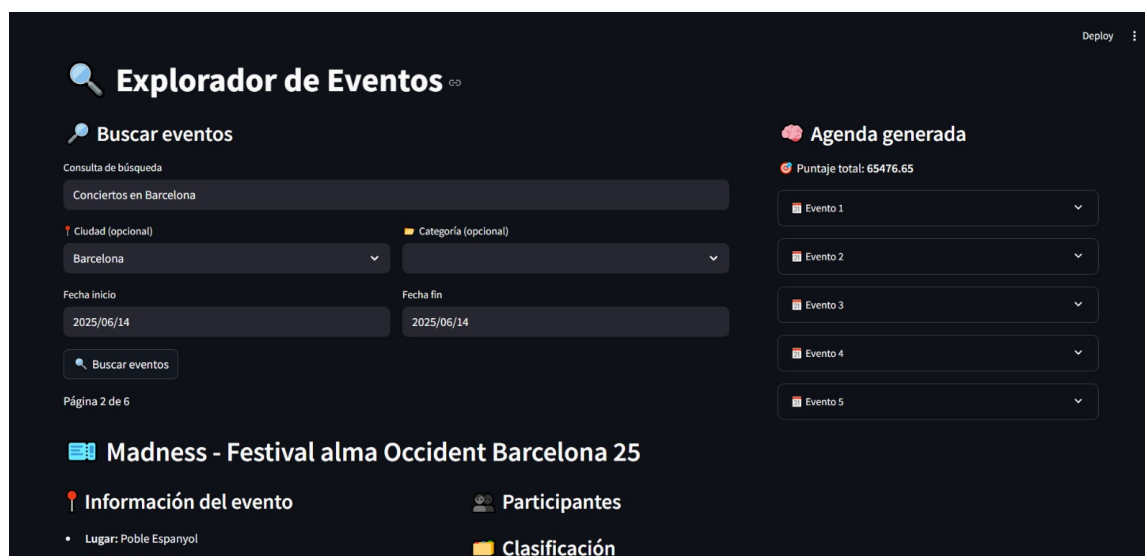 Deploy
Explorador de Eventos
Buscar eventos
Consulta de búsqueda
Conciertos en Barcelona
Ciudad (opcional)
Categoría (opcional)
Barcelona
Fecha inicio
Fecha fin
2025/06/14
2025/06/14
Buscar eventos
Página 2 de 6
Agenda generada
Puntaje total: 65476.65
Evento 1
Evento 2
Evento 3
Evento 4
Evento 5
Madness - Festival alma Occident Barcelona 25
Información del evento
Participantes
Lugar: Poble Espanyol
Clasificación